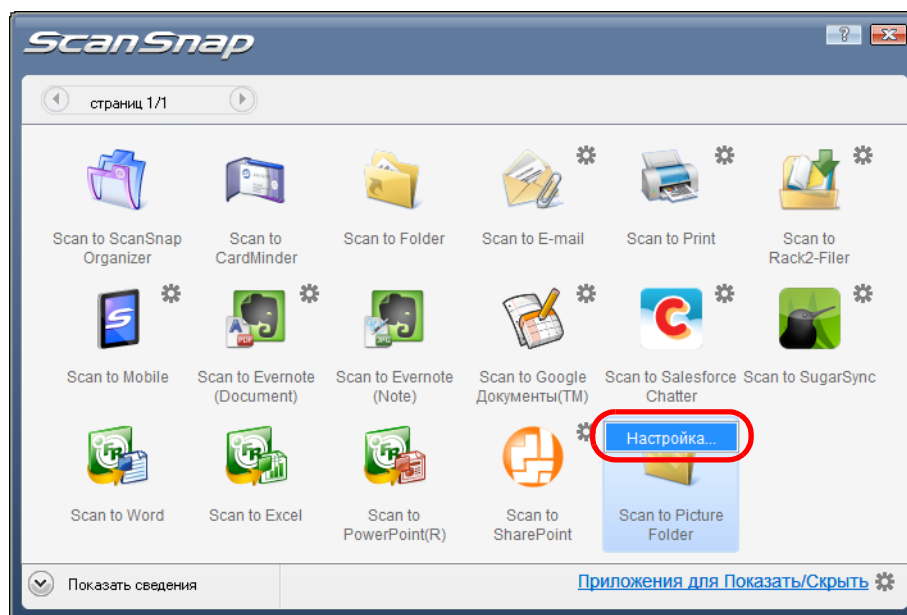 ScanSnap
?
страниц 1/1
Scan to ScanSnap
Organizer
Scan to
CardMinder
Scan to Folder
Scan to E-mail
Scan to Print
Scan to
Rack2-Filer
Scan to Mobile
Scan to Evernote
(Document)
Scan to Evernote
(Note)
Scan to Google
Документы(TM)
Scan to Salesforce
Chatter
Scan to SugarSync
Настройка...
Scan to Word
Scan to Excel
Scan to
PowerPoint(R)
Scan to
SharePoint
Scan to Picture
Folder
Показать сведения
Приложения для Показать/Скрыть